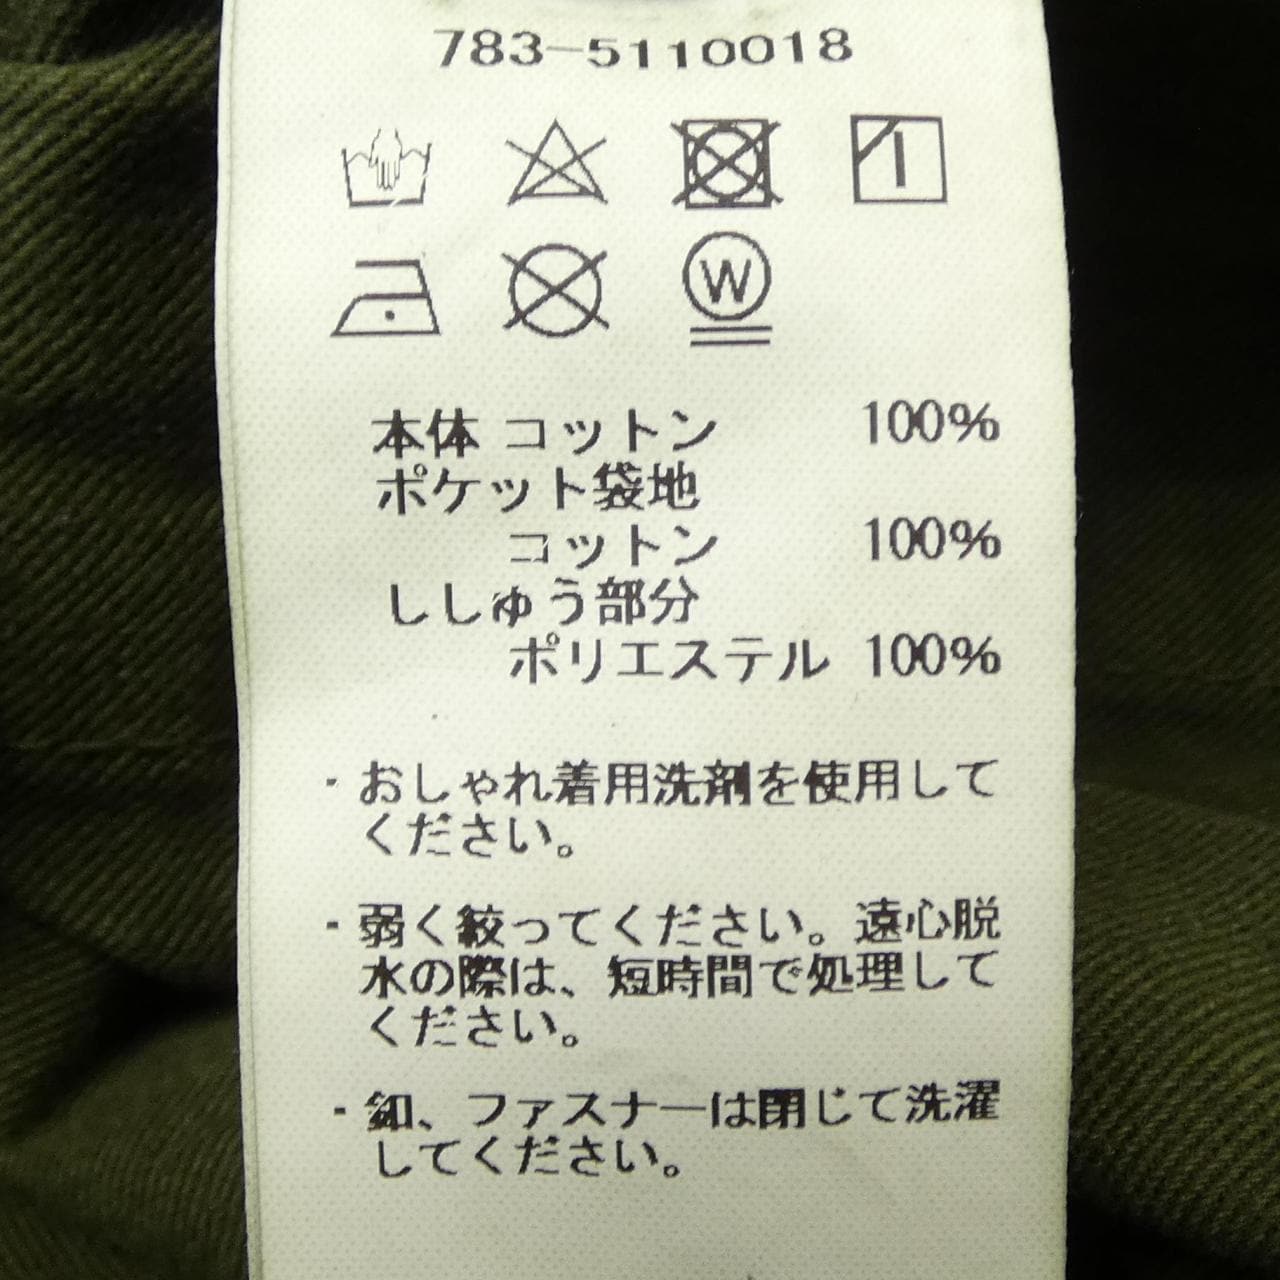 783-5110018
W
本体 コットン 100%
ポケット袋地
コットン 100%
ししゅう部分
ポリエステル 100%
・おしゃれ着用洗剤を使用して
ください。
・弱く絞ってください。遠心脱
水の際は、短時間で処理して
ください。
・釦、ファスナーは閉じて洗濯
してください。